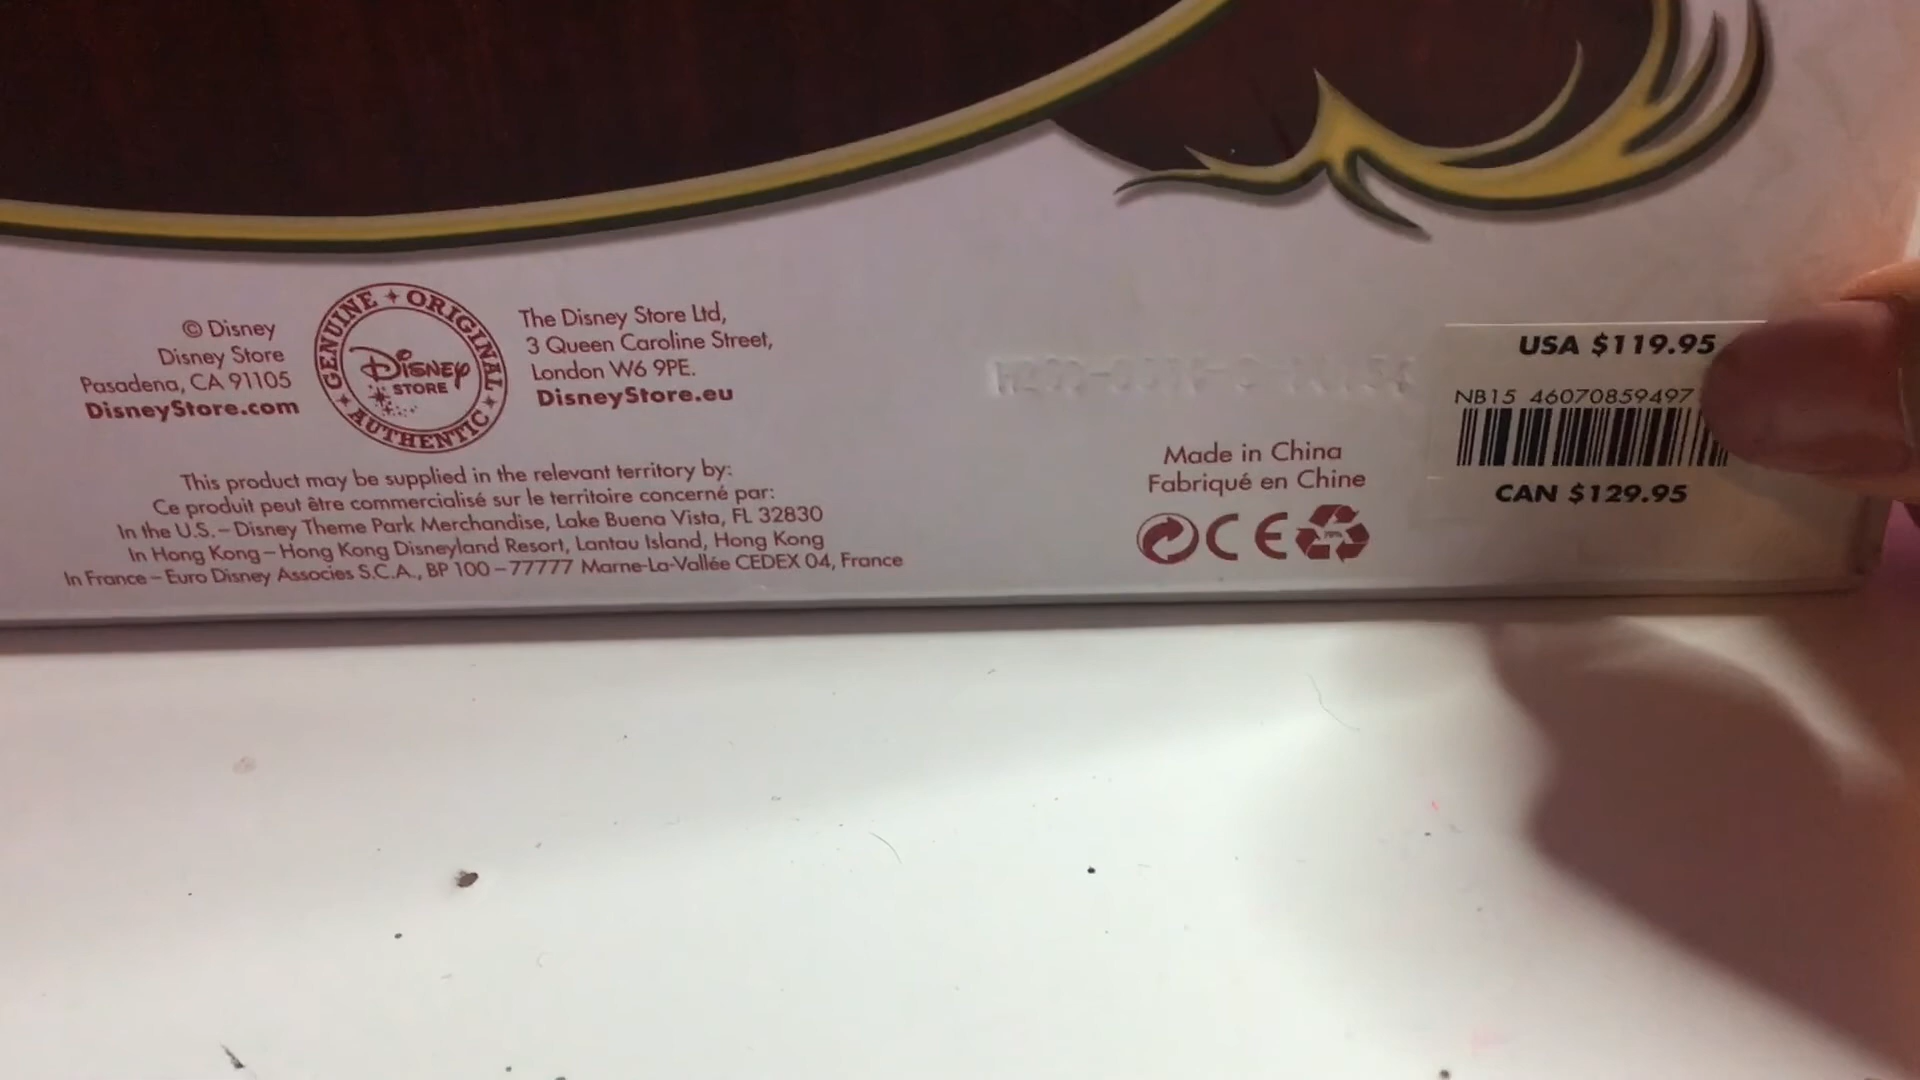 © Disney
Disney Store
Pasadena, CA 91105
DisneyStore.com
GENUINE ORIGINAL
DISNEY
STORE
AUTHENTIC
The Disney Store Ltd,
3 Queen Caroline Street,
London W6 9PE.
DisneyStore.eu
This product may be supplied in the relevant territory by:
Ce produit peut être commercialisé sur le territoire concerné par:
In the U.S. – Disney Theme Park Merchandise, Lake Buena Vista, FL 32830
In Hong Kong – Hong Kong Disneyland Resort, Lantau Island, Hong Kong
In France – Euro Disney Associés S.C.A., BP 100 – 77777 Marne-La-Vallée CEDEX 04, France
Made in China
Fabriqué en Chine
CE
USA $119.95
NB15 46070859497
CAN $129.95